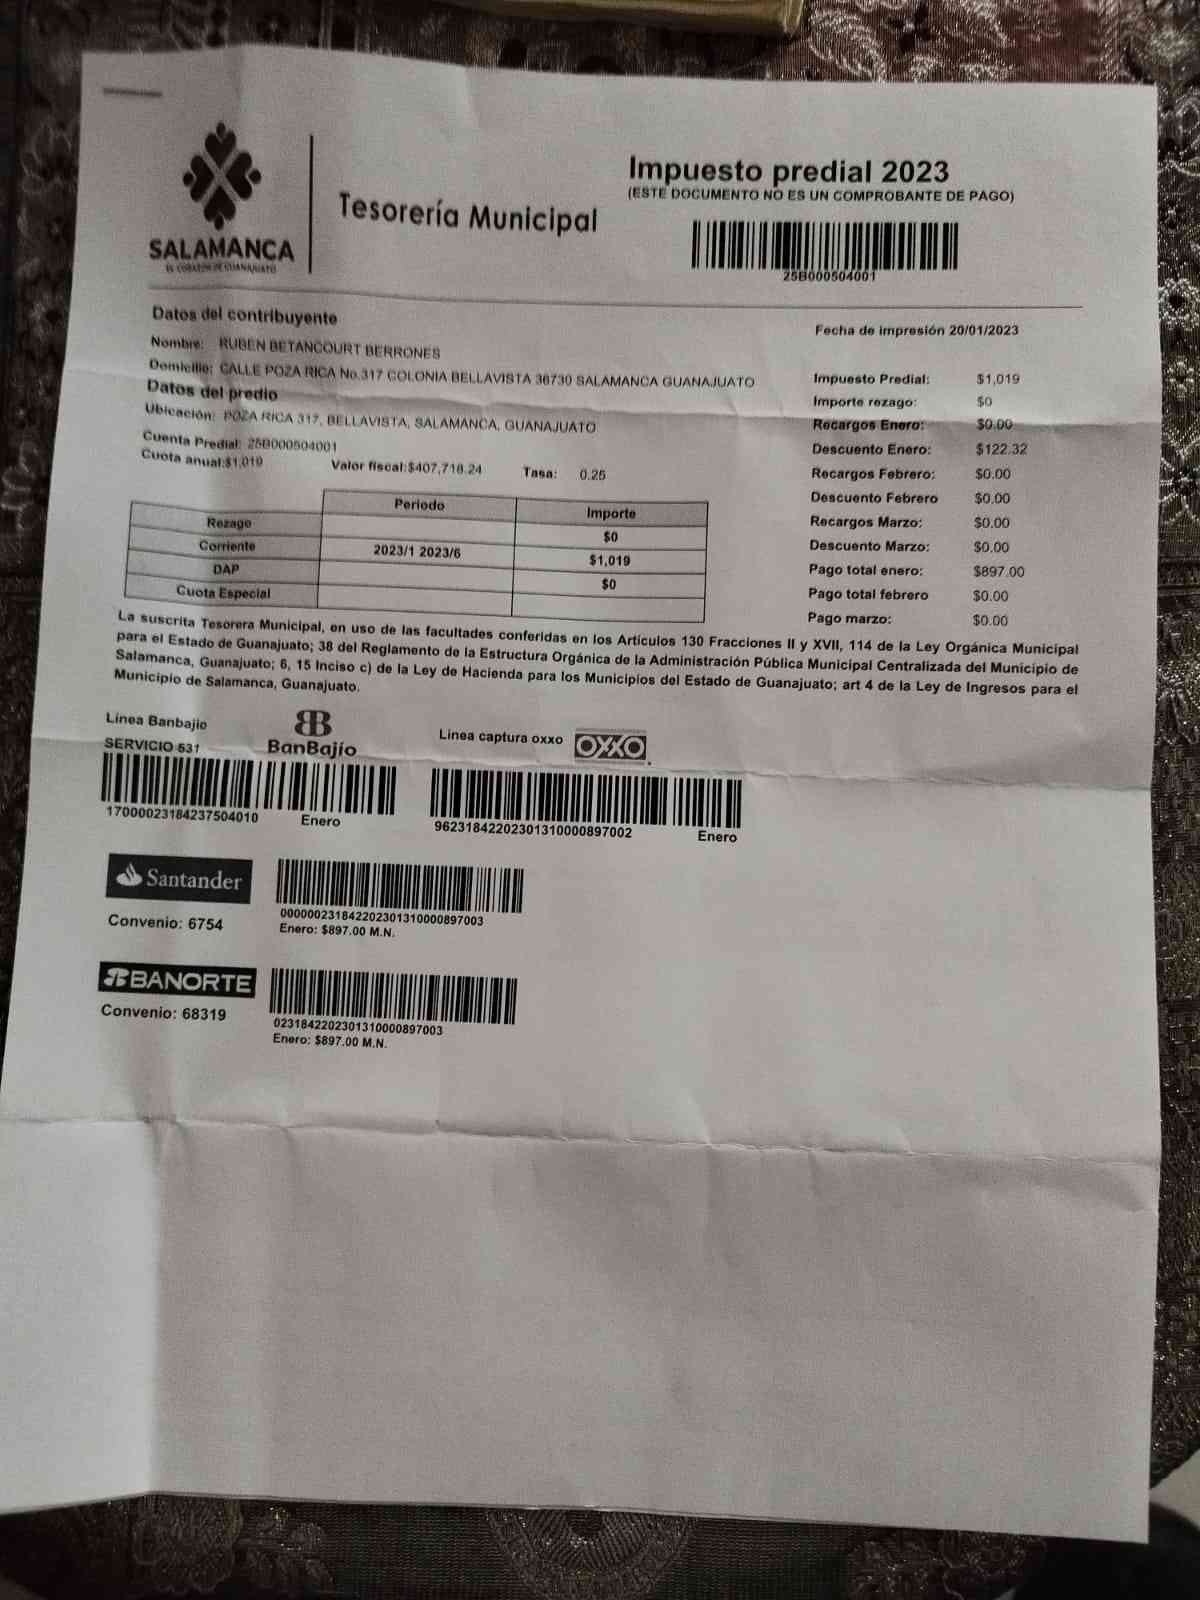 SALAMANCA
EL CORAZÓN DE GUANAJUATO
Tesorería Municipal
Impuesto predial 2023
(ESTE DOCUMENTO NO ES UN COMPROBANTE DE PAGO)
25B000504001
Datos del contribuyente
Nombre: RUBEN BETANCOURT BERRONES
Domicilio: CALLE POZA RICA No.317 COLONIA BELLAVISTA 36730 SALAMANCA GUANAJUATO
Datos del predio
Ubicación: POZA RICA 317, BELLAVISTA, SALAMANCA, GUANAJUATO
Cuenta Predial: 25B000504001
Cuota anual:$1,019 Valor fiscal:$407,718.24 Tasa: 0.25
Fecha de impresión 20/01/2023
Impuesto Predial: $1,019
Importe rezago: $0
Recargos Enero: $0.00
Descuento Enero: $122.32
Recargos Febrero: $0.00
Descuento Febrero $0.00
Recargos Marzo: $0.00
Descuento Marzo: $0.00
Pago total enero: $897.00
Pago total febrero $0.00
Pago marzo: $0.00
Periodo Importe
Rezago $0
Corriente 2023/1 2023/6 $1,019
DAP $0
Cuota Especial
La suscrita Tesorera Municipal, en uso de las facultades conferidas en los Artículos 130 Fracciones II y XVII, 114 de la Ley Orgánica Municipal
para el Estado de Guanajuato; 38 del Reglamento de la Estructura Orgánica de la Administración Pública Municipal Centralizada del Municipio de
Salamanca, Guanajuato; 6, 15 Inciso c) de la Ley de Hacienda para los Municipios del Estado de Guanajuato; art 4 de la Ley de Ingresos para el
Municipio de Salamanca, Guanajuato.
Linea Banbajio
SERVICIO 531
BanBajío
17000023184237504010 Enero
Linea captura oxxo
OXXO
96231842202301310000897002 Enero
Santander
Convenio: 6754
000000231842202301310000897003
Enero: $897.00 M.N.
BANORTE
Convenio: 68319
0231842202301310000897003
Enero: $897.00 M.N.